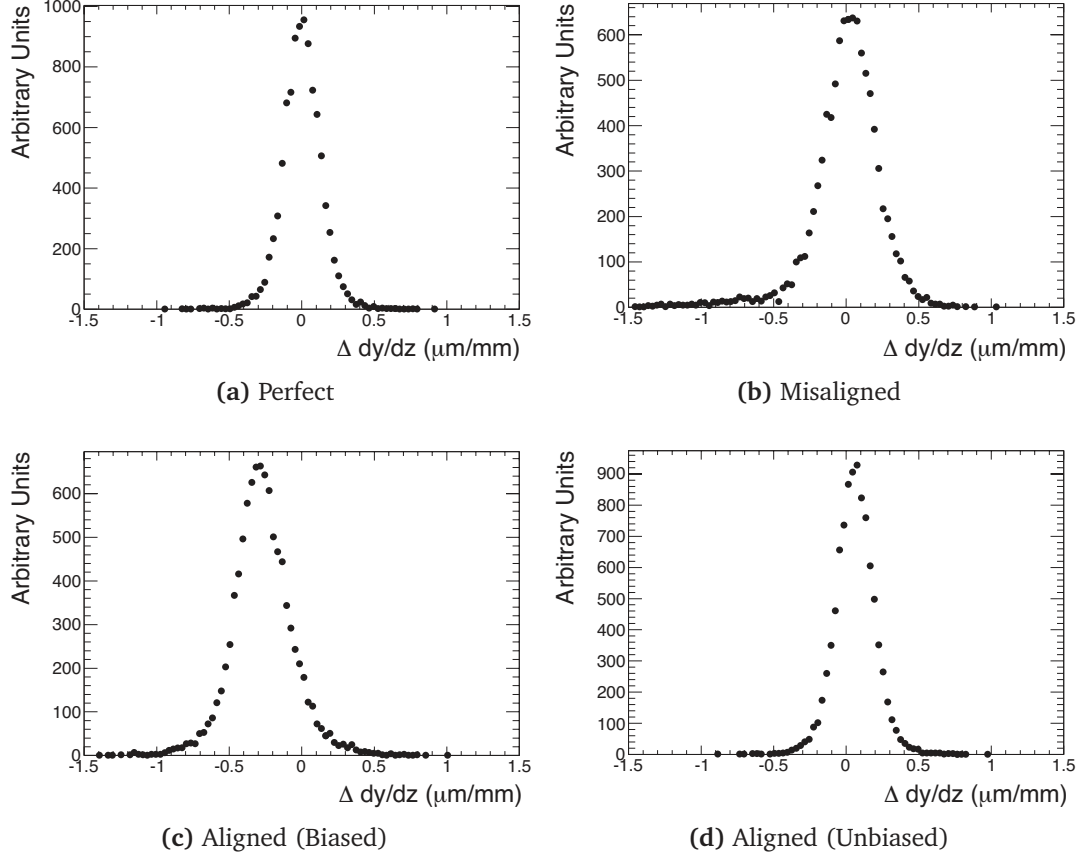 Arbitrary Units
1000
800
600
400
200
0
-1.5 -1 -0.5 0 0.5 1 1.5
Δ dy/dz (μm/mm)
(a) Perfect
Arbitrary Units
600
500
400
300
200
100
0
-1.5 -1 -0.5 0 0.5 1 1.5
Δ dy/dz (μm/mm)
(b) Misaligned
Arbitrary Units
600
500
400
300
200
100
0
-1.5 -1 -0.5 0 0.5 1 1.5
Δ dy/dz (μm/mm)
(c) Aligned (Biased)
Arbitrary Units
900
800
700
600
500
400
300
200
100
0
-1.5 -1 -0.5 0 0.5 1 1.5
Δ dy/dz (μm/mm)
(d) Aligned (Unbiased)